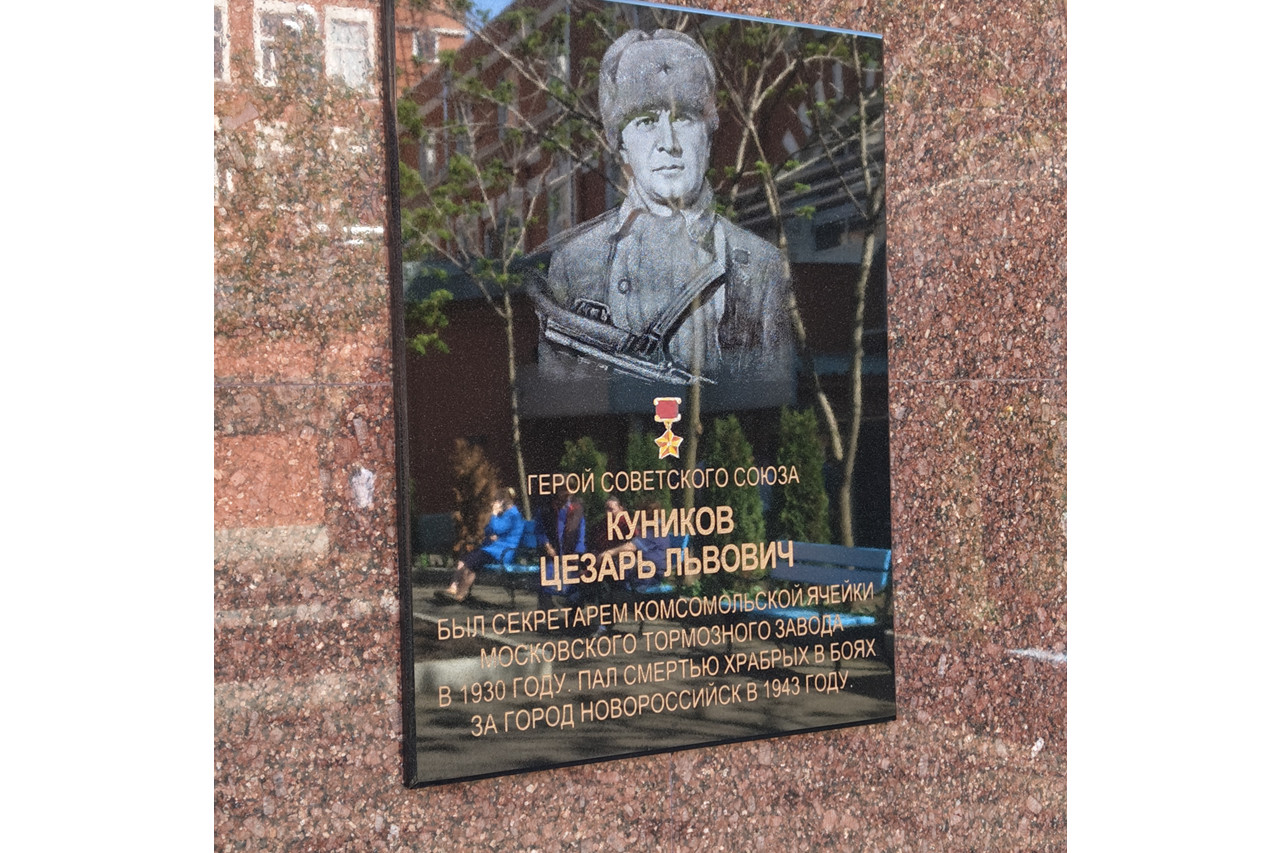 ГЕРОЙ СОВЕТСКОГО СОЮЗА
КУНИКОВ
ЦЕЗАРЬ ЛЬВОВИЧ
БЫЛ СЕКРЕТАРЕМ КОМСОМОЛЬСКОЙ ЯЧЕЙКИ
МОСКОВСКОГО ТОРМОЗНОГО ЗАВОДА
В 1930 ГОДУ. ПАЛ СМЕРТЬЮ ХРАБРЫХ В БОЯХ
ЗА ГОРОД НОВОРОССИЙСК В 1943 ГОДУ.